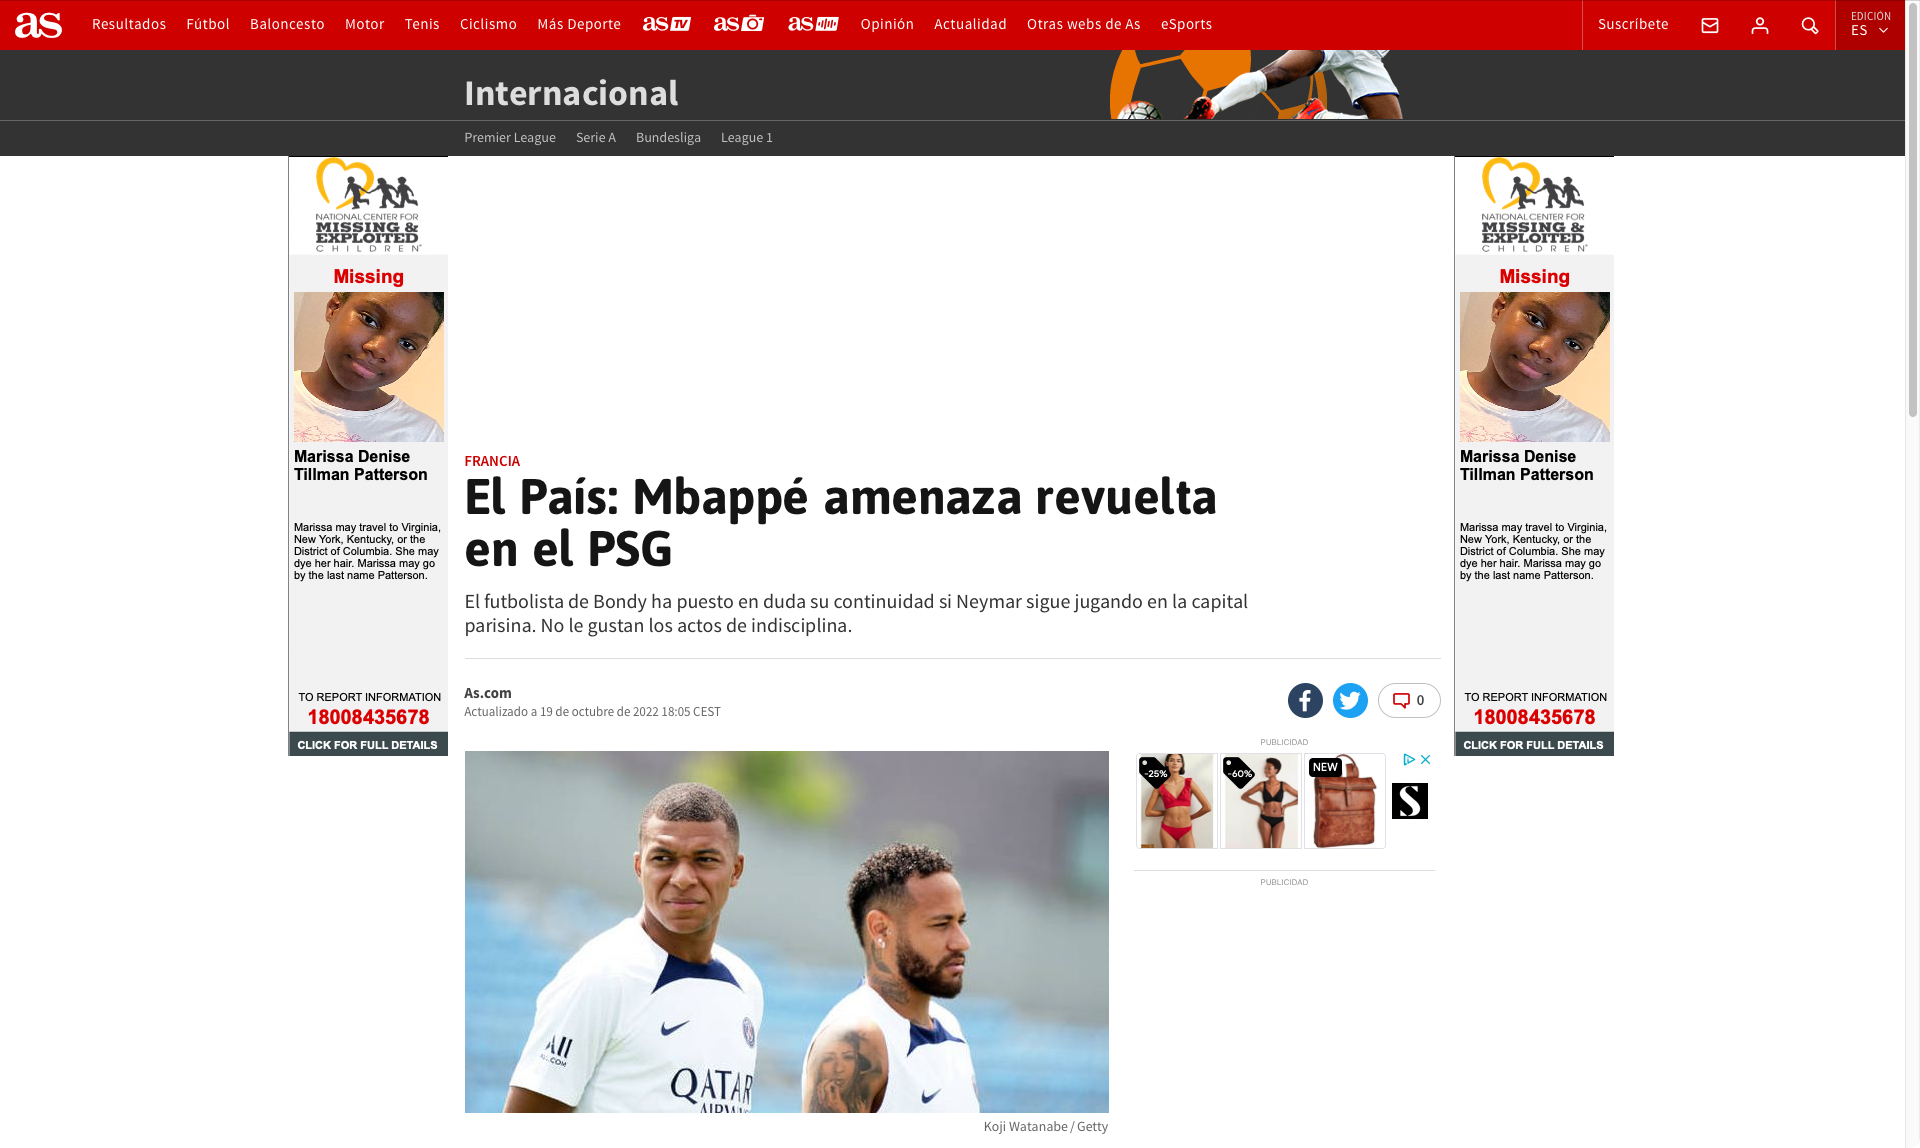 as Resultados Fútbol Baloncesto Motor Tenis Ciclismo Más Deporte as TV as as Opinión Actualidad Otras webs de As eSports Suscríbete EDICIÓN ES
Internacional
Premier League Serie A Bundesliga League 1
NATIONAL CENTER FOR
MISSING &
EXPLOITED
CHILDREN®
Missing
Marissa Denise
Tillman Patterson
Marissa may travel to Virginia,
New York, Kentucky, or the
District of Columbia. She may
dye her hair. Marissa may go
by the last name Patterson.
TO REPORT INFORMATION
18008435678
CLICK FOR FULL DETAILS
FRANCIA
El País: Mbappé amenaza revuelta
en el PSG
El futbolista de Bondy ha puesto en duda su continuidad si Neymar sigue jugando en la capital
parisina. No le gustan los actos de indisciplina.
As.com
Actualizado a 19 de octubre de 2022 18:05 CEST
0
All
QATAR
Koji Watanabe / Getty
PUBLICIDAD
-25% -60% NEW
S
PUBLICIDAD
NATIONAL CENTER FOR
MISSING &
EXPLOITED
CHILDREN®
Missing
Marissa Denise
Tillman Patterson
Marissa may travel to Virginia,
New York, Kentucky, or the
District of Columbia. She may
dye her hair. Marissa may go
by the last name Patterson.
TO REPORT INFORMATION
18008435678
CLICK FOR FULL DETAILS